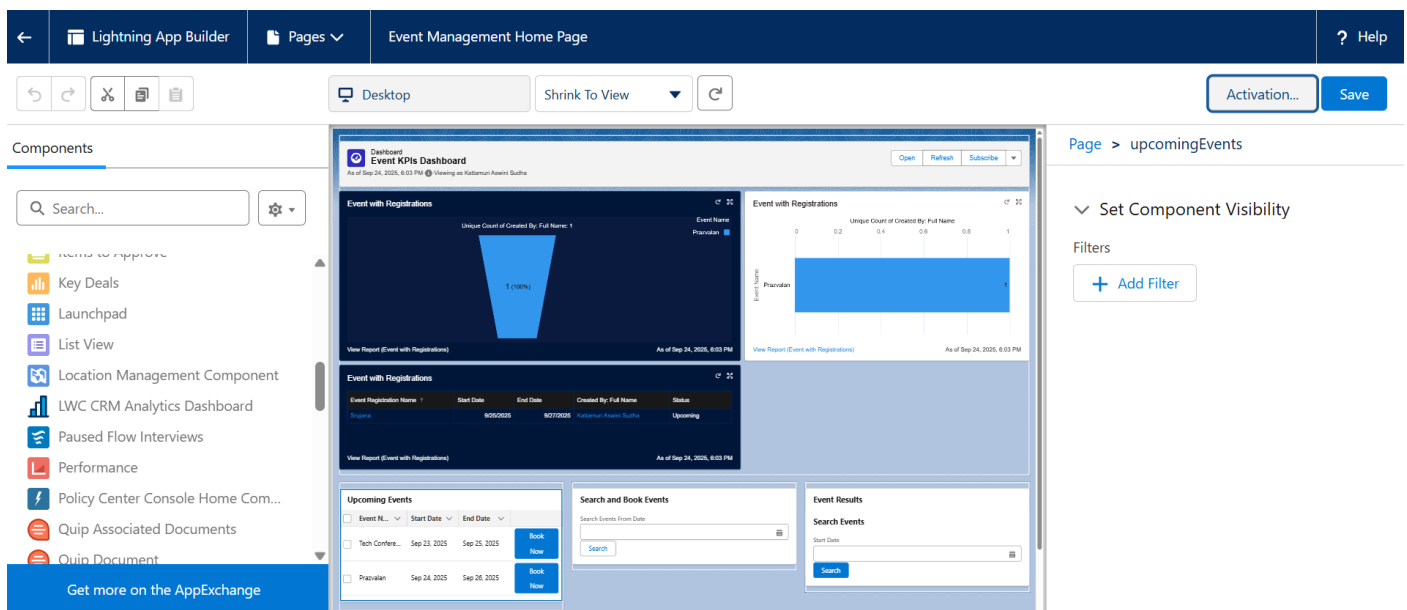 Lightning App Builder
Pages
Event Management Home Page
? Help
Desktop
Shrink To View
Activation...
Save
Components
Search...
Items to Approve
Key Deals
Launchpad
List View
Location Management Component
LWC CRM Analytics Dashboard
Paused Flow Interviews
Performance
Policy Center Console Home Com...
Quip Associated Documents
Quip Document
Get more on the AppExchange
Dashboard
Event KPIs Dashboard
As of Sep 24, 2025, 6:03 PM Viewing as Kattamuri Aswini Sudha
Open
Refresh
Subscribe
Event with Registrations
Unique Count of Created By: Full Name: 1
Event Name
Prazvalan
1 (100%)
View Report (Event with Registrations)
As of Sep 24, 2025, 6:03 PM
Event with Registrations
Unique Count of Created By: Full Name
0 0.2 0.4 0.6 0.8 1
Event Name
Prazvalan
1
View Report (Event with Registrations)
As of Sep 24, 2025, 6:03 PM
Event with Registrations
Event Registration Name ↑ Start Date End Date Created By: Full Name Status
Srujana 9/25/2025 9/27/2025 Kattamuri Aswini Sudha Upcoming
View Report (Event with Registrations)
As of Sep 24, 2025, 6:03 PM
Upcoming Events
Event N... Start Date End Date
Tech Confere... Sep 23, 2025 Sep 25, 2025 Book Now
Prazvalan Sep 24, 2025 Sep 26, 2025 Book Now
Search and Book Events
Search Events From Date
Search
Event Results
Search Events
Start Date
Search
Page > upcomingEvents
Set Component Visibility
Filters
+ Add Filter